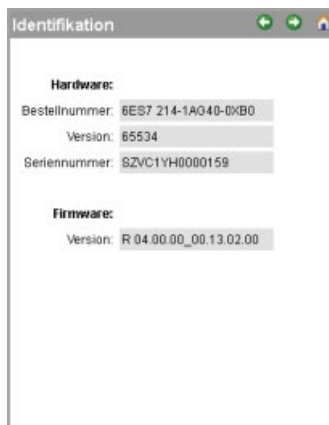 Identifikation
Hardware:
Bestellnummer: 6ES7 214-1AG40-0XB0
Version: 65534
Seriennummer: SZVC1YH0000159
Firmware:
Version: R 04.00.00_00.13.02.00